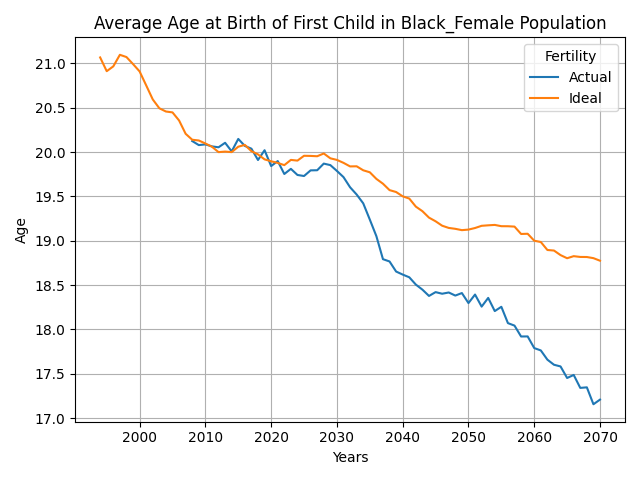 Average Age at Birth of First Child in Black_Female Population
Fertility
Actual
Ideal
Age
21.0
20.5
20.0
19.5
19.0
18.5
18.0
17.5
17.0
2000 2010 2020 2030 2040 2050 2060 2070
Years